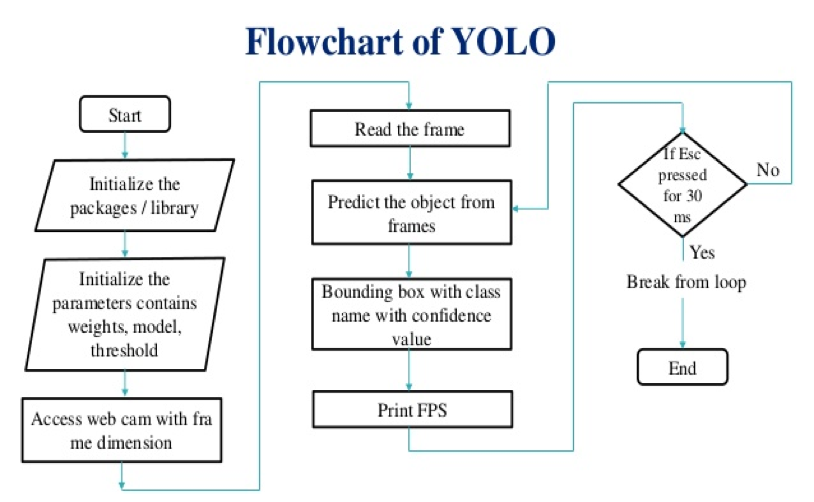 Flowchart of YOLO
Start
Initialize the
packages / library
Initialize the
parameters contains
weights, model,
threshold
Access web cam with fra
me dimension
Read the frame
Predict the object from
frames
Bounding box with class
name with confidence
value
Print FPS
If Esc
pressed
for 30
ms
No
Yes
Break from loop
End